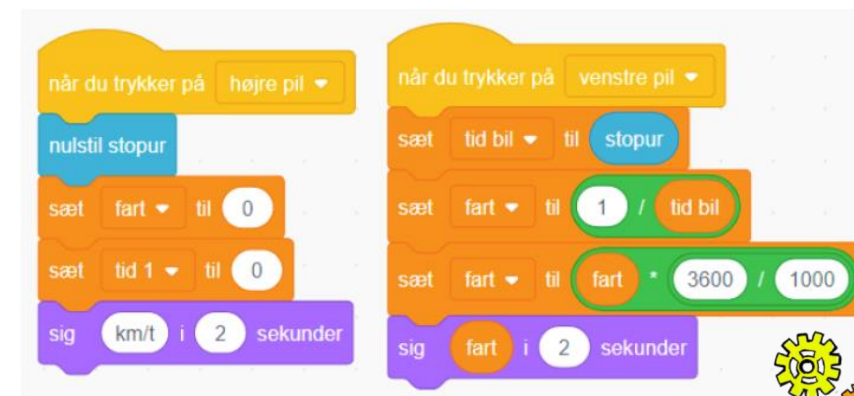 når du trykker på højre pil
nulstil stopur
sæt fart til 0
sæt tid 1 til 0
sig km/t i 2 sekunder
når du trykker på venstre pil
sæt tid bil til stopur
sæt fart til 1 / tid bil
sæt fart til fart * 3600 / 1000
sig fart i 2 sekunder